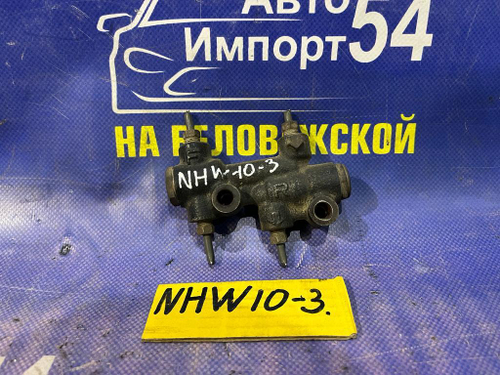 Авто
Импорт54
НА БЕЛОВЕЖСКОЙ
NHW10-3
P
NHW10-3.